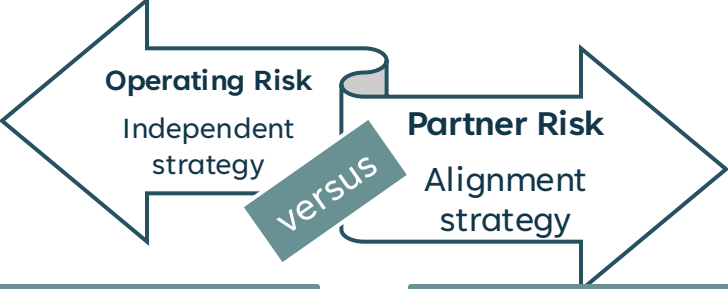 Operating Risk
Independent
strategy
versus
Partner Risk
Alignment
strategy